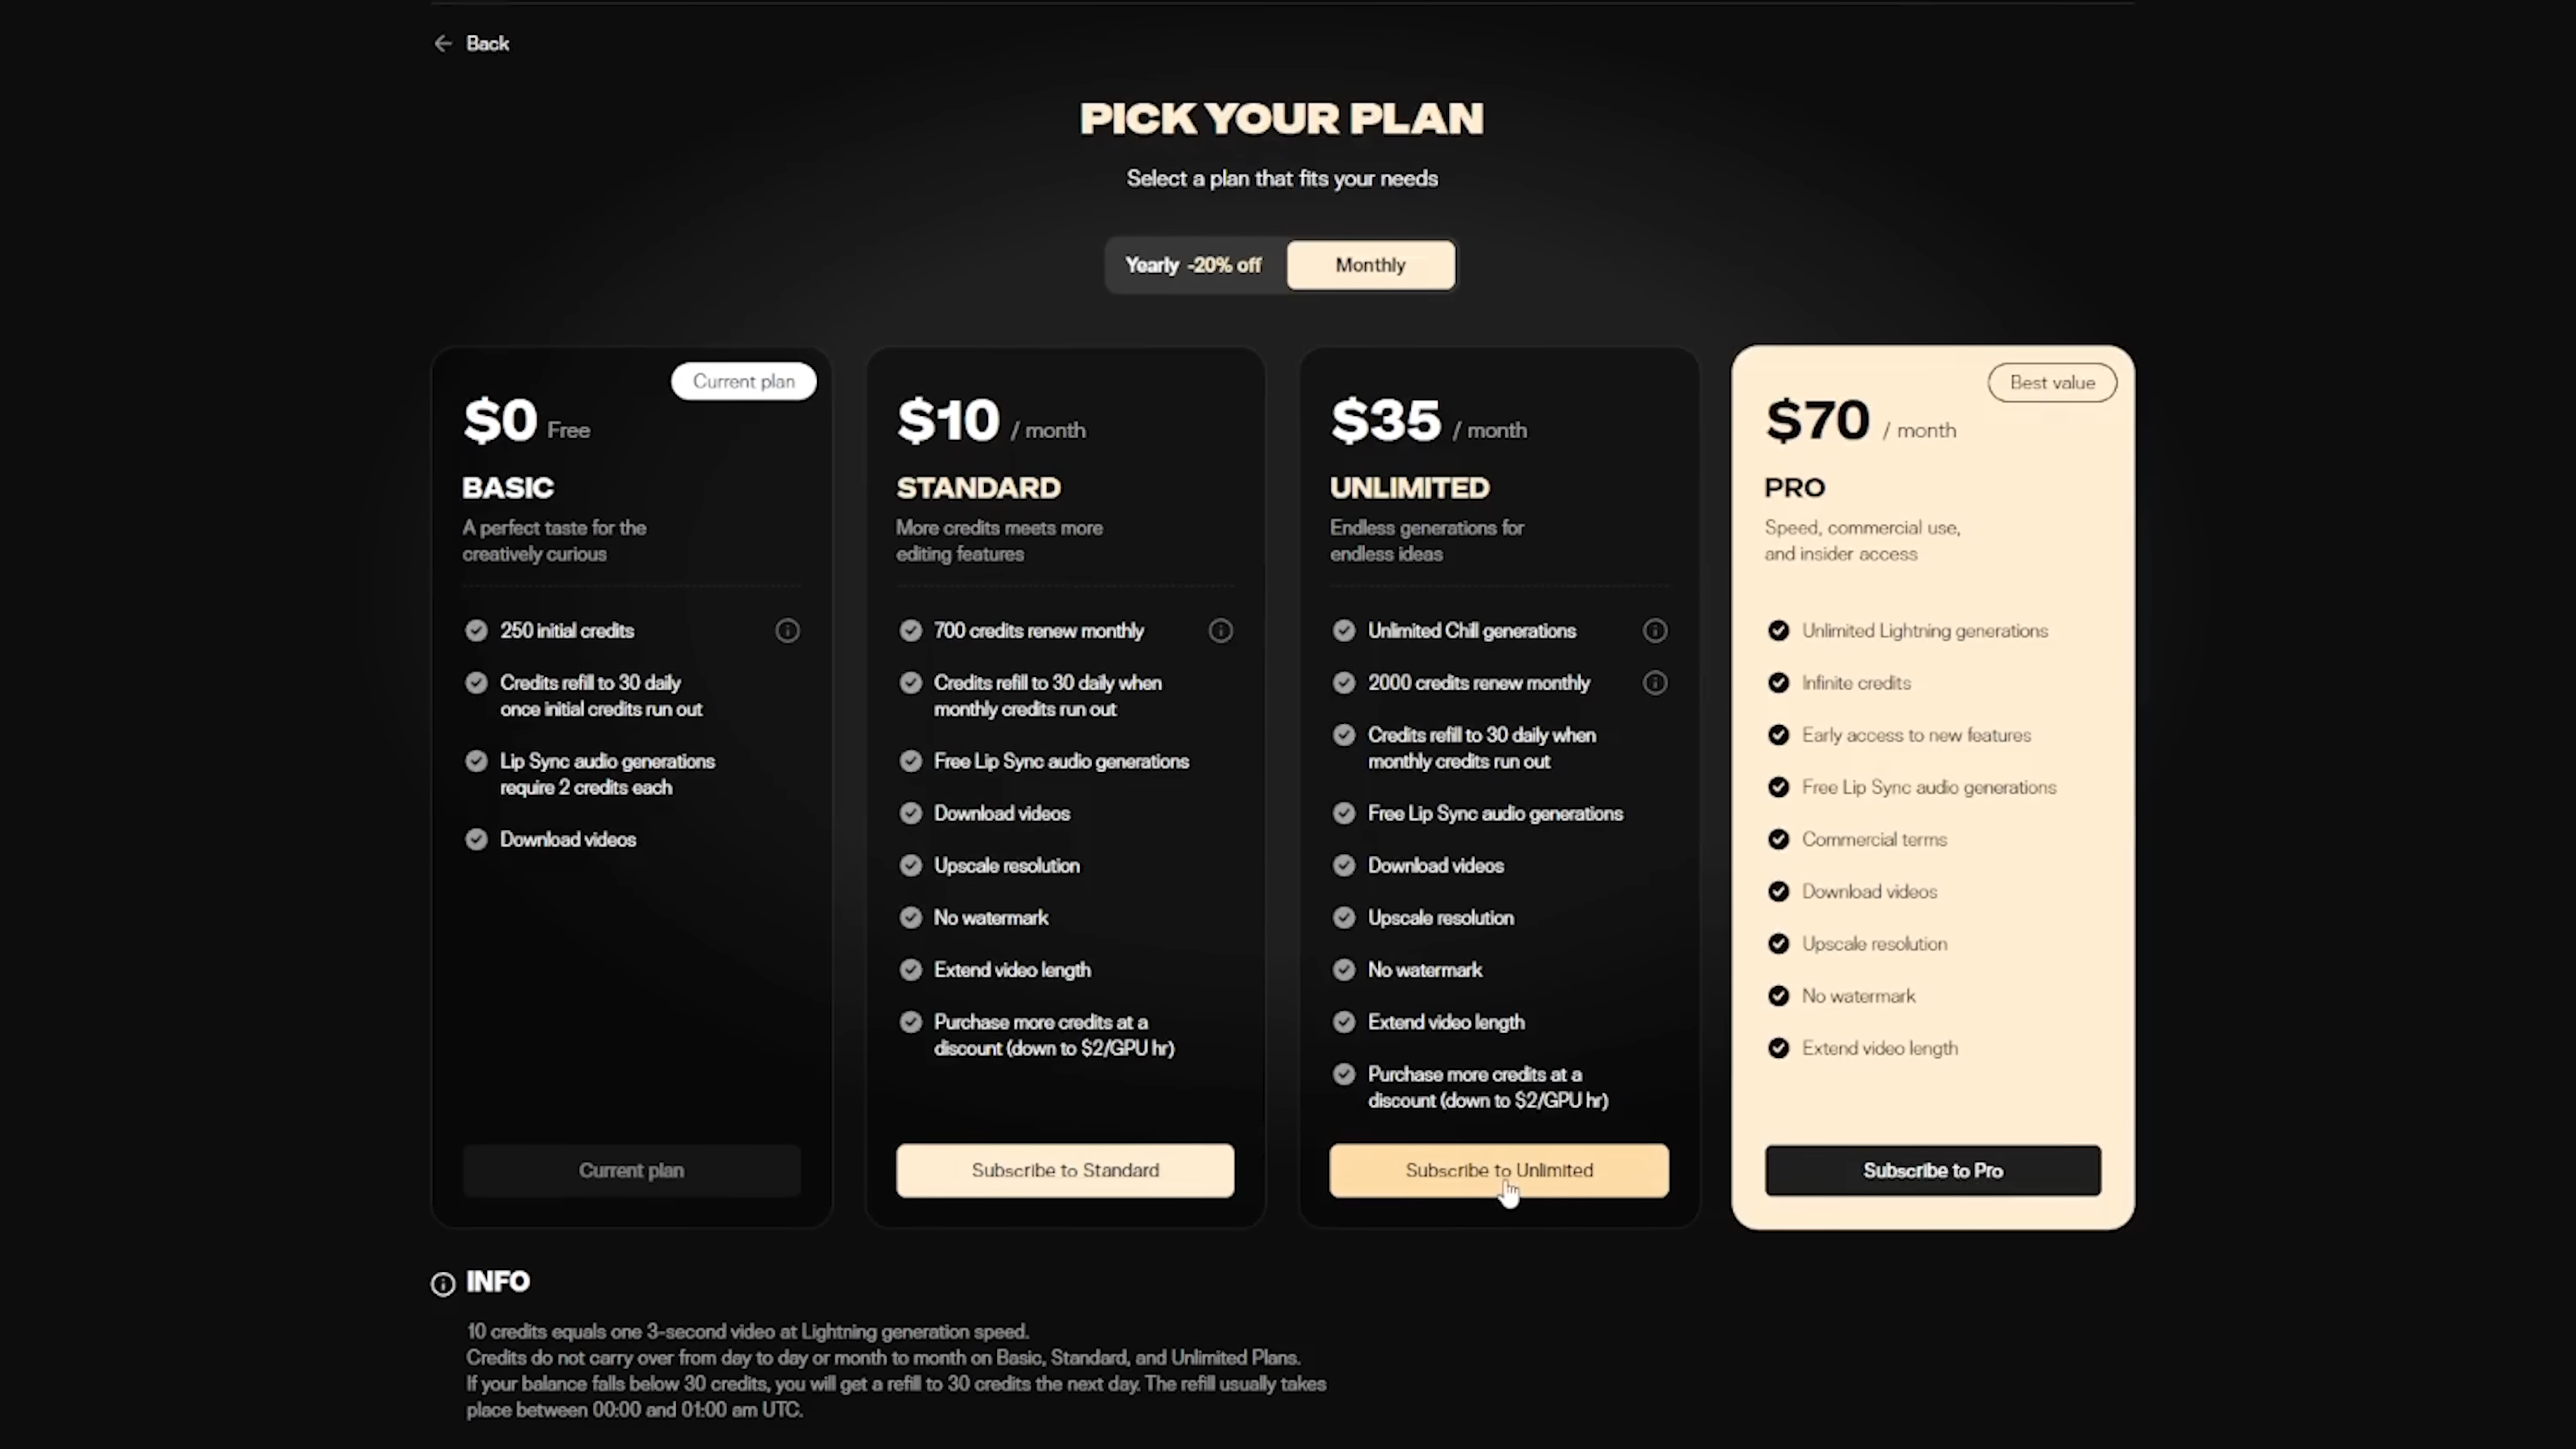 Back
PICK YOUR PLAN
Select a plan that fits your needs
Yearly -20% off
Monthly
Current plan
$0 Free
BASIC
A perfect taste for the
creatively curious
250 initial credits
Credits refill to 30 daily
once initial credits run out
Lip Sync audio generations
require 2 credits each
Download videos
Current plan
$10 / month
STANDARD
More credits meets more
editing features
700 credits renew monthly
Credits refill to 30 daily when
monthly credits run out
Free Lip Sync audio generations
Download videos
Upscale resolution
No watermark
Extend video length
Purchase more credits at a
discount (down to $2/GPU hr)
Subscribe to Standard
$35 / month
UNLIMITED
Endless generations for
endless ideas
Unlimited Chill generations
2000 credits renew monthly
Credits refill to 30 daily when
monthly credits run out
Free Lip Sync audio generations
Download videos
Upscale resolution
No watermark
Extend video length
Purchase more credits at a
discount (down to $2/GPU hr)
Subscribe to Unlimited
Best value
$70 / month
PRO
Speed, commercial use,
and insider access
Unlimited Lightning generations
Infinite credits
Early access to new features
Free Lip Sync audio generations
Commercial terms
Download videos
Upscale resolution
No watermark
Extend video length
Subscribe to Pro
INFO
10 credits equals one 3-second video at Lightning generation speed.
Credits do not carry over from day to day or month to month on Basic, Standard, and Unlimited Plans.
If your balance falls below 30 credits, you will get a refill to 30 credits the next day. The refill usually takes
place between 00:00 and 01:00 am UTC.